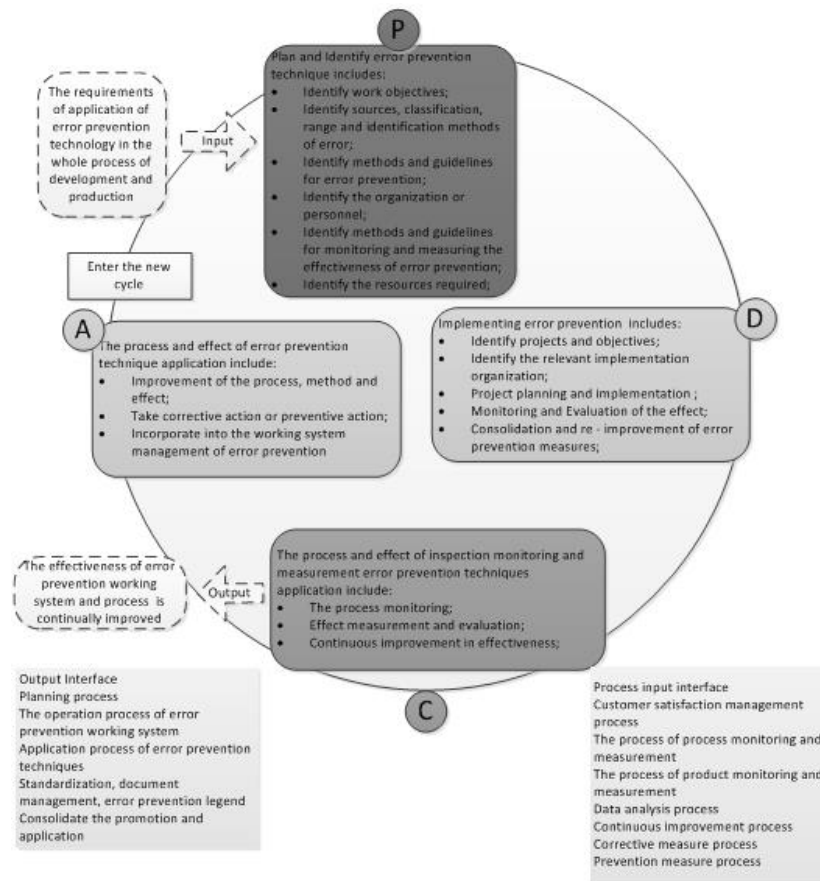 P
Plan and Identify error prevention
technique includes:
• Identify work objectives;
• Identify sources, classification,
range and identification methods
of error;
• Identify methods and guidelines
for error prevention;
• Identify the organization or
personnel;
• Identify methods and guidelines
for monitoring and measuring the
effectiveness of error prevention;
• Identify the resources required;
The requirements
of application of
error prevention
technology in the
whole process of
development and
production
Input
Enter the new
cycle
A
The process and effect of error prevention
technique application include:
• Improvement of the process, method and
effect;
• Take corrective action or preventive action;
• Incorporate into the working system
management of error prevention
D
Implementing error prevention includes:
• Identify projects and objectives;
• Identify the relevant implementation
organization;
• Project planning and implementation ;
• Monitoring and Evaluation of the effect;
• Consolidation and re - improvement of error
prevention measures;
The process and effect of inspection monitoring and
measurement error prevention techniques
application include:
• The process monitoring;
• Effect measurement and evaluation;
• Continuous improvement in effectiveness;
C
Output
The effectiveness of error
prevention working
system and process is
continually improved
Output Interface
Planning process
The operation process of error
prevention working system
Application process of error prevention
techniques
Standardization, document
management, error prevention legend
Consolidate the promotion and
application
Process input interface
Customer satisfaction management
process
The process of process monitoring and
measurement
The process of product monitoring and
measurement
Data analysis process
Continuous improvement process
Corrective measure process
Prevention measure process